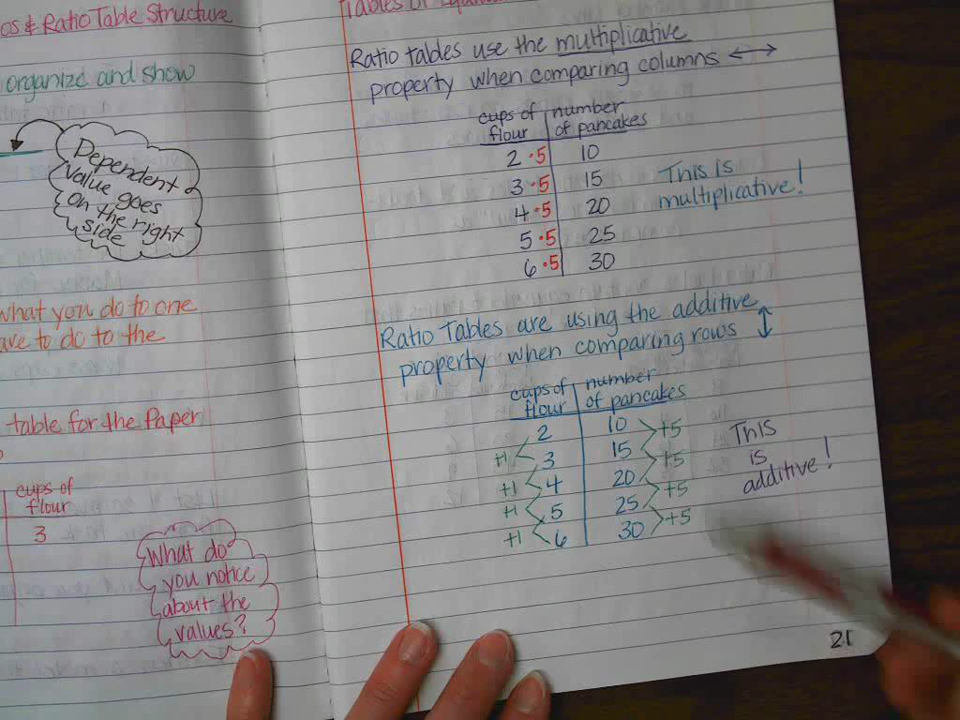 os & Ratio Table Structure
organize and show
Dependent
value goes
on the right
side
what you do to one
ave to do to the
table for the Paper
cups of
flour
3
What do
you notice
about the
values?
Tables of
Ratio tables use the multiplicative
property when comparing columns ↔
cups of flour | number of pancakes
2 •5 | 10
3 •5 | 15
4 •5 | 20
5 •5 | 25
6 •5 | 30
This is
multiplicative!
Ratio Tables are using the additive
property when comparing rows ↕
cups of flour | number of pancakes
2 | 10
3 | 15
4 | 20
5 | 25
6 | 30
+1
+1
+1
+1
+5
+5
+5
+5
This
is
additive!
21